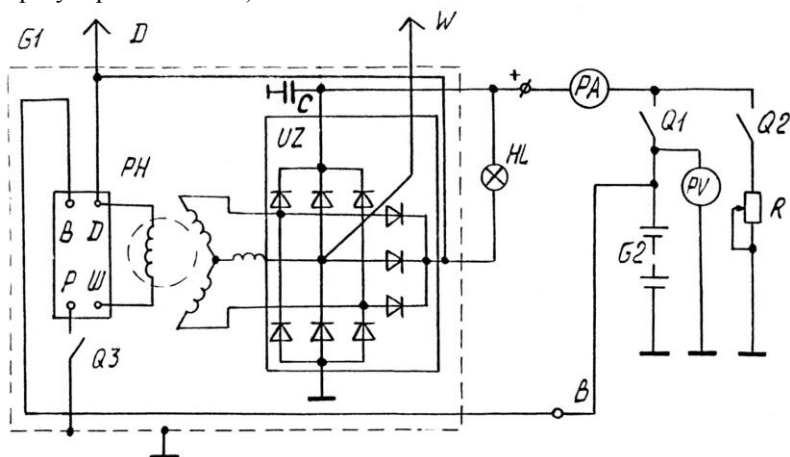 G1 D W
+ PA
C
UZ Q1 Q2
PH HL PV
B D R
P W G2
Q3
B